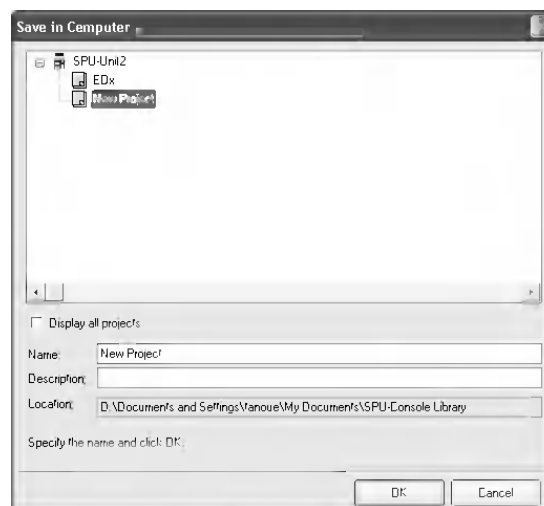 Save in Computer
SPU-Unit2
EDx
New Project
Display all projects
Name: New Project
Description:
Location: D:\Documents and Settings\tanoue\My Documents\SPU-Console Library
Specify the name and click OK.
OK Cancel